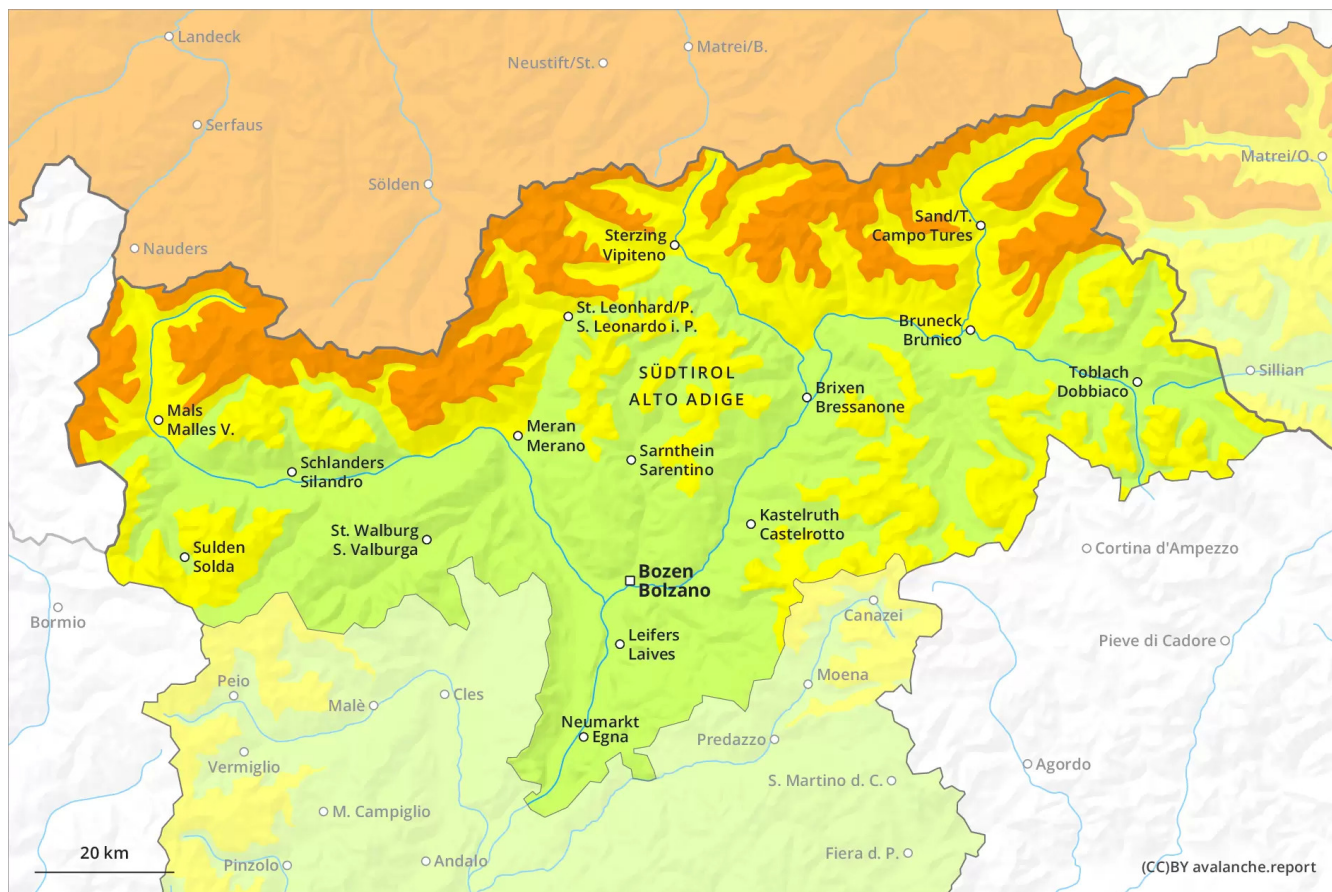 Landeck
Matrei/B.
Neustift/St.
Serfaus
Matrei/O.
Sölden
Nauders
Sand/T.
Campo Tures
Sterzing
Vipiteno
St. Leonhard/P.
S. Leonardo i. P.
Bruneck
Brunico
SÜDTIROL
ALTO ADIGE
Toblach
Dobbiaco
Sillian
Brixen
Bressanone
Mals
Malles V.
Meran
Merano
Schlanders
Silandro
Sarnthein
Sarentino
Kastelruth
Castelrotto
St. Walburg
S. Valburga
Sulden
Solda
Cortina d'Ampezzo
Bozen
Bolzano
Bormio
Canazei
Leifers
Laives
Pieve di Cadore
Peio
Malè
Cles
Moena
Neumarkt
Egna
Predazzo
Vermiglio
Agordo
S. Martino d. C.
M. Campiglio
20 km
Pinzolo
Andalo
Fiera d. P.
(CC)BY avalanche.report